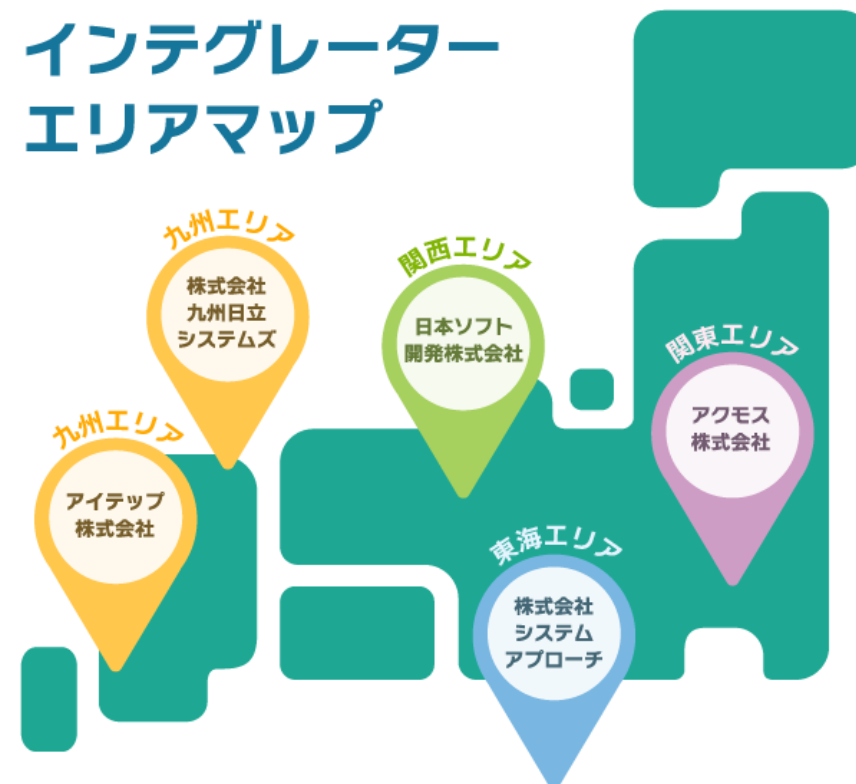 インテグレーター
エリアマップ
九州エリア
株式会社
九州日立
システムズ
関西エリア
日本ソフト
開発株式会社
関東エリア
アクモス
株式会社
九州エリア
アイテップ
株式会社
東海エリア
株式会社
システム
アプローチ